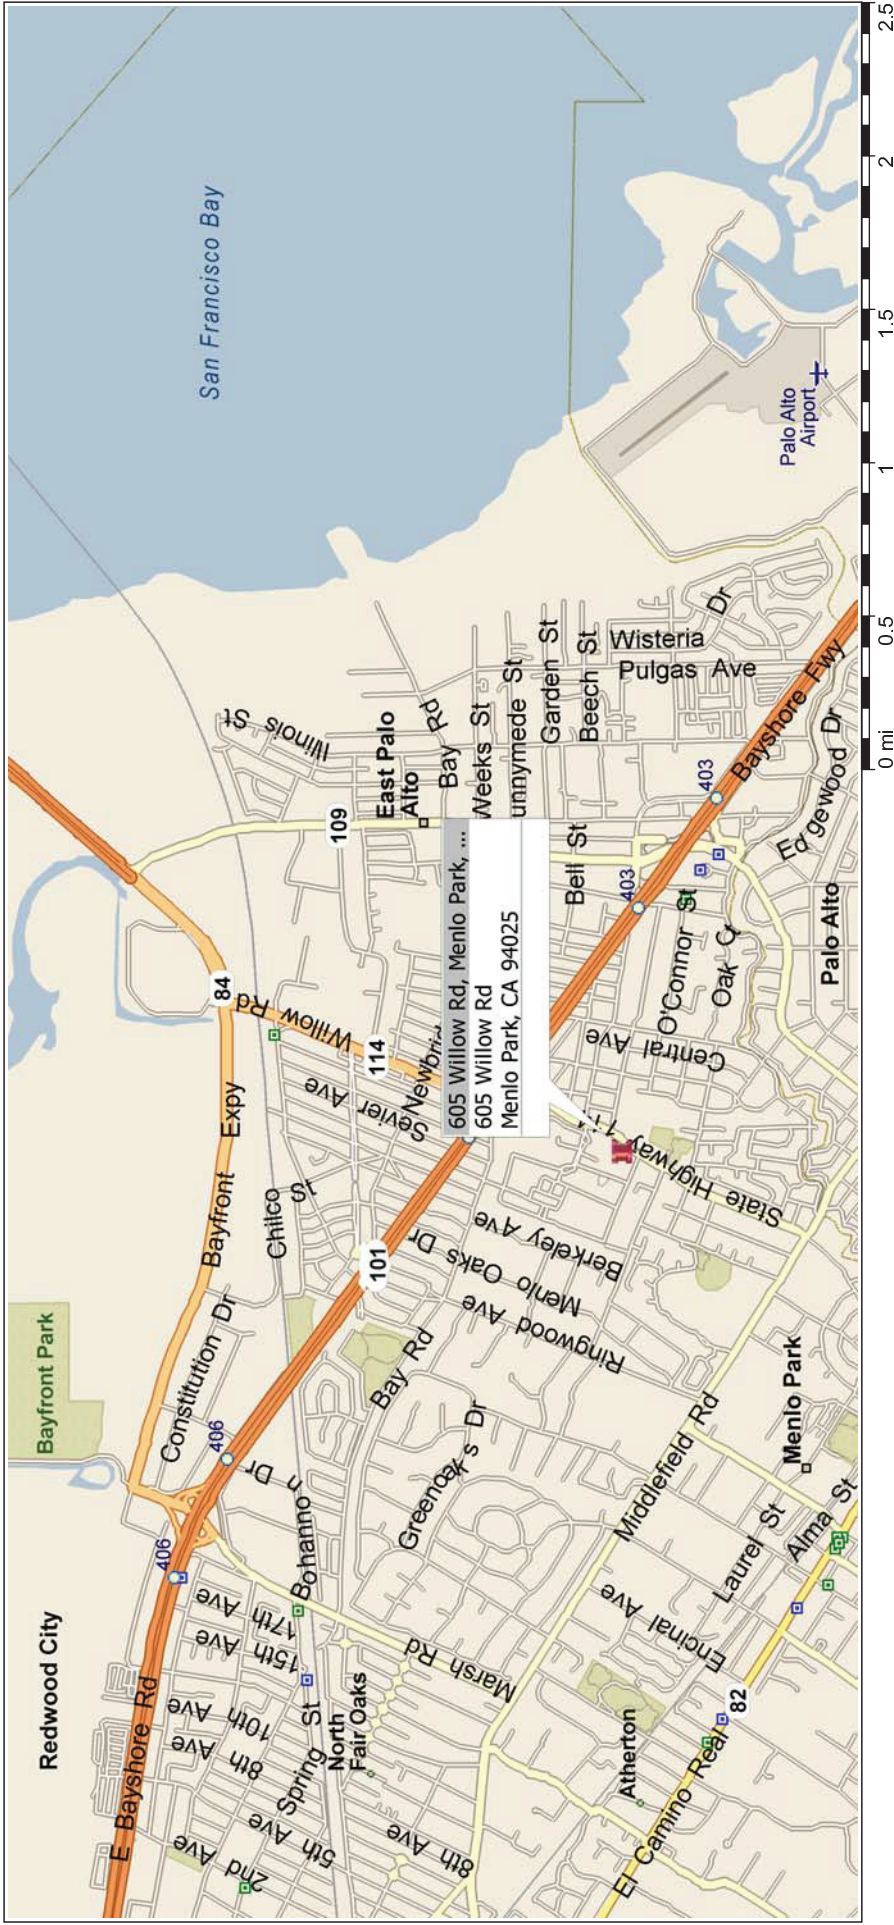 Redwood City
Bayfront Park
San Francisco Bay
E Bayshore Rd
406
406
Constitution Dr
Bayfront Expy
84
Willow Rd
114
109
Illinois St
East Palo
Alto
Bay Rd
Weeks St
unnymede St
Garden St
Beech St
Wisteria
Dr
Pulgas Ave
Bell St
Chilco St
Sevier Ave
Newbrid
101
2nd Ave
5th Ave
8th Ave
10th Ave
15th Ave
17th Ave
Spring St
Bohannon Dr
North
Fair Oaks
8th Ave
Marsh Rd
Bay Rd
Greenoaks Dr
Ringwood Ave
Menlo Oaks Dr
Berkeley Ave
605 Willow Rd, Menlo Park, ...
605 Willow Rd
Menlo Park, CA 94025
State Highway 114
Central Ave
O'Connor St
Oak Ct
403
403
Bayshore Fwy
Edgewood Dr
Palo Alto
Palo Alto
Airport
Middlefield Rd
Atherton
Encinal Ave
Laurel St
Alma St
Menlo Park
El Camino Real
82
0 mi
0.5
1
1.5
2
2.5